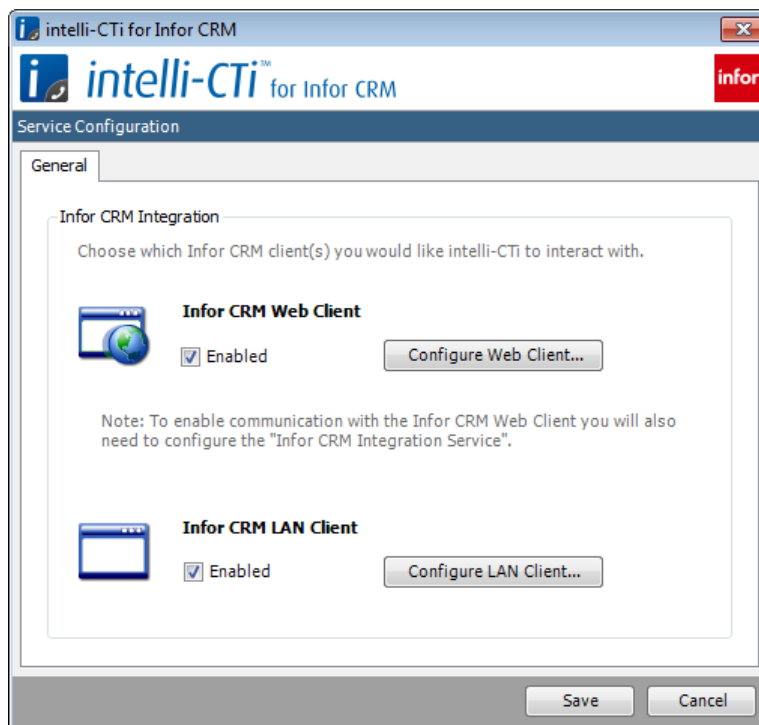 intelli-CTi for Infor CRM
intelli-CTi™ for Infor CRM
infor
Service Configuration
General
Infor CRM Integration
Choose which Infor CRM client(s) you would like intelli-CTi to interact with.
Infor CRM Web Client
Enabled
Configure Web Client...
Note: To enable communication with the Infor CRM Web Client you will also
need to configure the "Infor CRM Integration Service".
Infor CRM LAN Client
Enabled
Configure LAN Client...
Save
Cancel